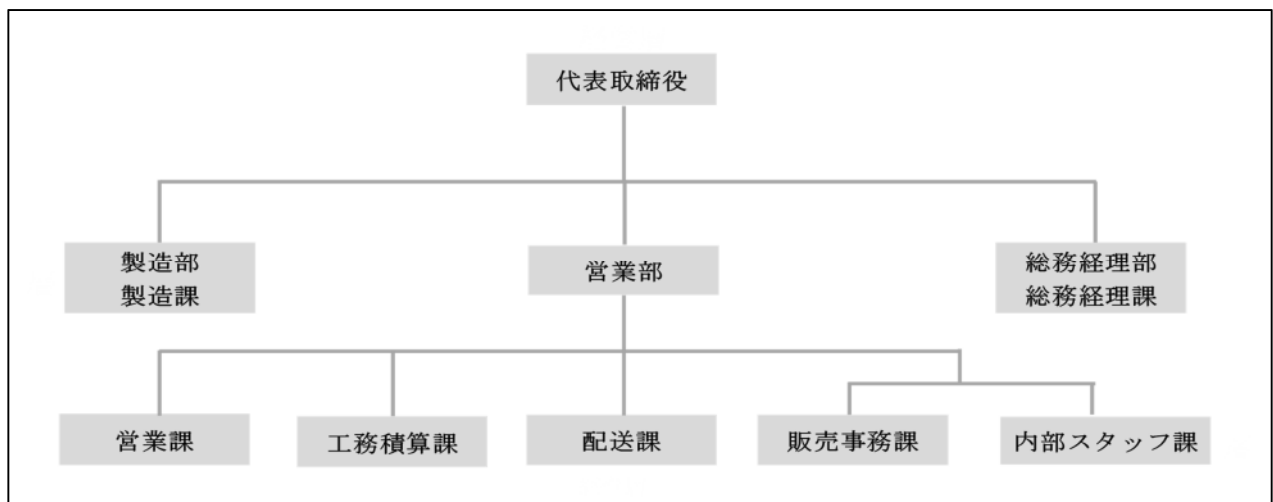 代表取締役
製造部
製造課
営業部
総務経理部
総務経理課
営業課
工務積算課
配送課
販売事務課
内部スタッフ課